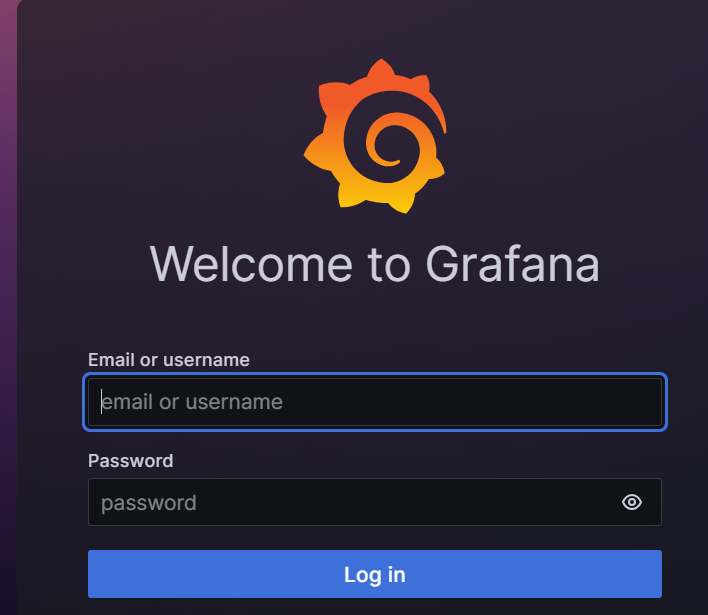 Welcome to Grafana
Email or username
email or username
Password
password
Log in